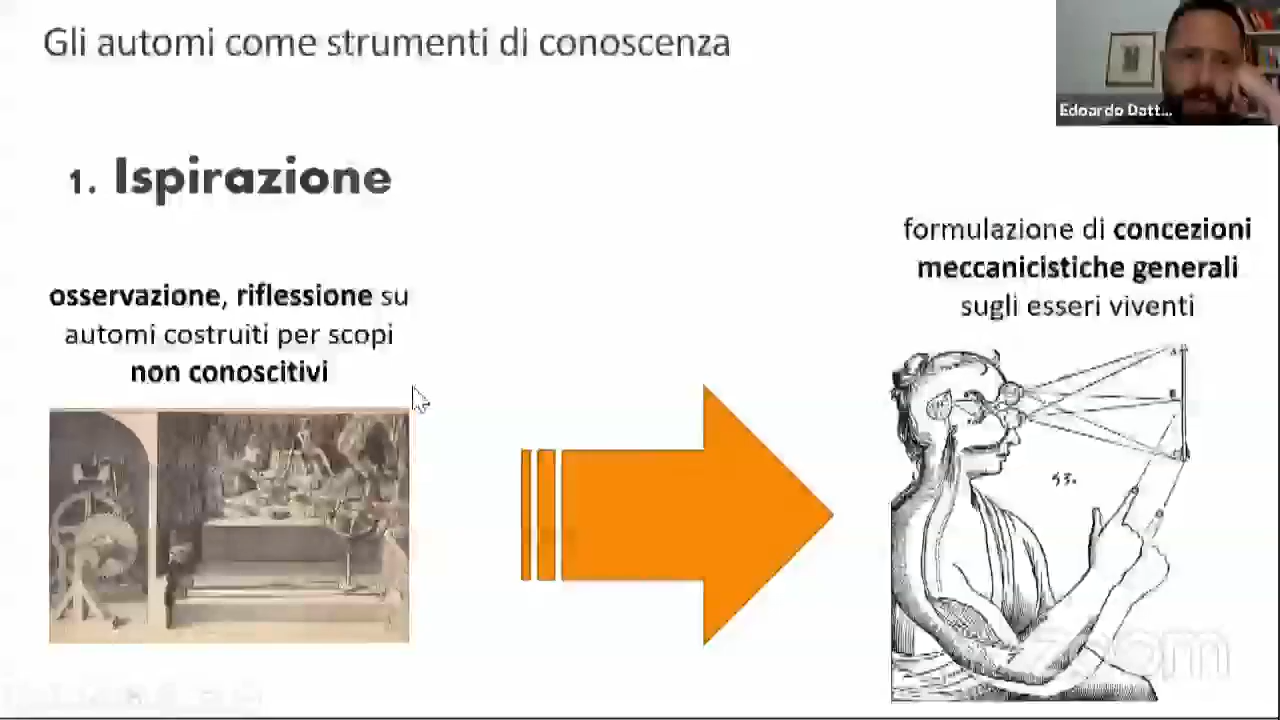 Gli automi come strumenti di conoscenza
Edoardo Datt...
1. Ispirazione
formulazione di concezioni
meccanicistiche generali
sugli esseri viventi
osservazione, riflessione su
automi costruiti per scopi
non conoscitivi
53.
zoom